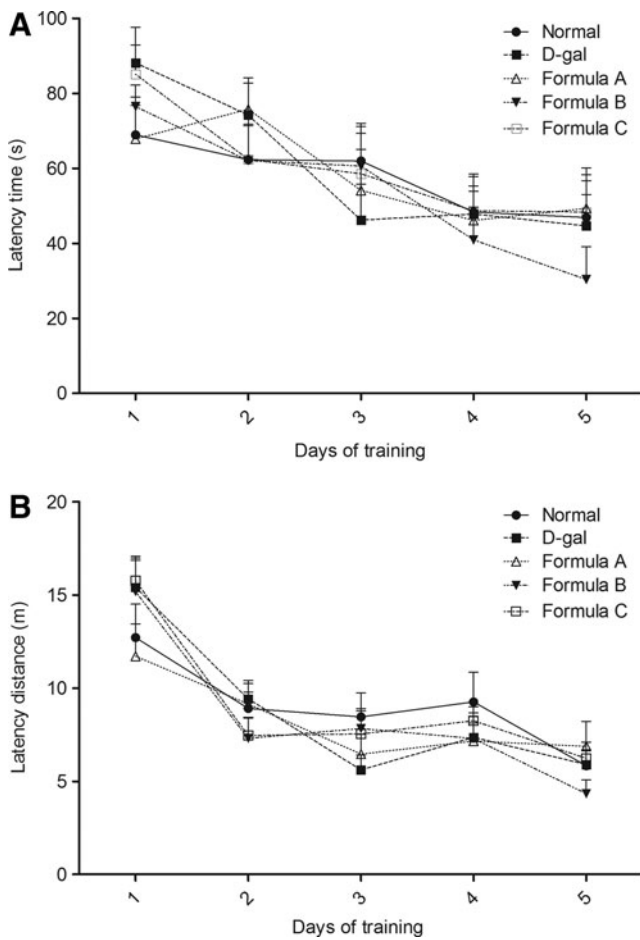 A
100
80
60
40
20
0
Latency time (s)
Normal
D-gal
Formula A
Formula B
Formula C
1 2 3 4 5
Days of training
B
20
15
10
5
0
Latency distance (m)
Normal
D-gal
Formula A
Formula B
Formula C
1 2 3 4 5
Days of training